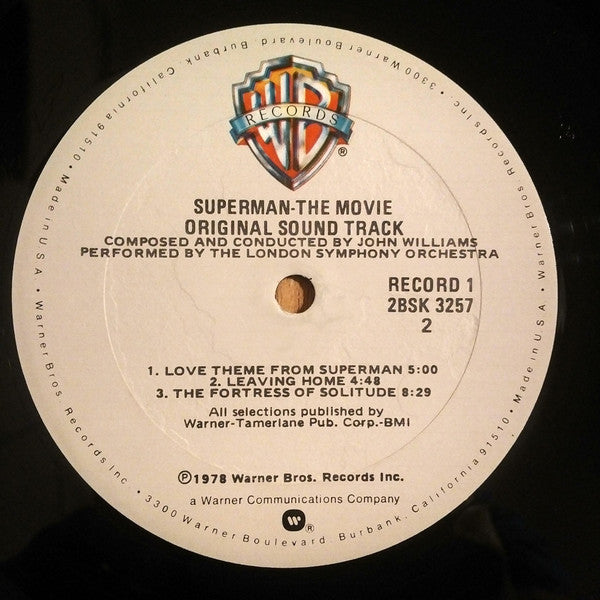 3300 Warner Boulevard, Burbank, California 91510 • Made in U.S.A. • Warner Bros. Records Inc. • 3300 Warner Boulevard, Burbank, California 91510 • Made in U.S.A. • Warner Bros. Records Inc. •
WB
RECORDS
®
SUPERMAN-THE MOVIE
ORIGINAL SOUND TRACK
COMPOSED AND CONDUCTED BY JOHN WILLIAMS
PERFORMED BY THE LONDON SYMPHONY ORCHESTRA
RECORD 1
2BSK 3257
2
1. LOVE THEME FROM SUPERMAN 5:00
2. LEAVING HOME 4:48
3. THE FORTRESS OF SOLITUDE 8:29
All selections published by
Warner-Tamerlane Pub. Corp.-BMI
℗1978 Warner Bros. Records Inc.
a Warner Communications Company
®